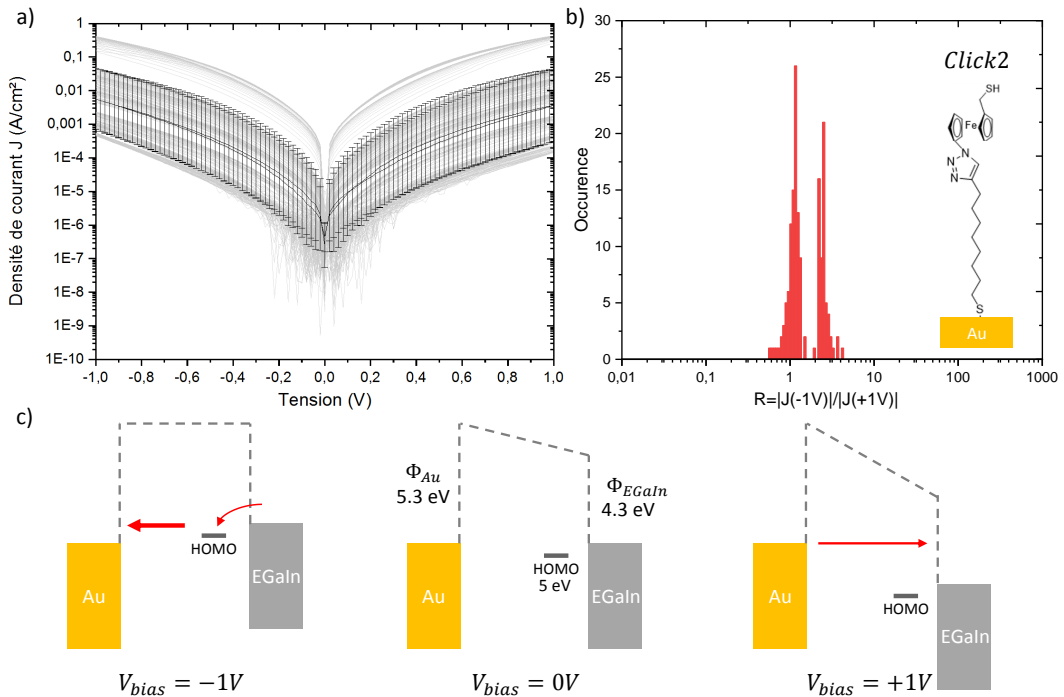 a)
Densité de courant J (A/cm²)
1
0,1
0,01
0,001
1E-4
1E-5
1E-6
1E-7
1E-8
1E-9
1E-10
-1,0
-0,8
-0,6
-0,4
-0,2
0,0
0,2
0,4
0,6
0,8
1,0
Tension (V)
b)
Occurence
30
25
20
15
10
5
0
0,01
0,1
1
10
100
1000
R=|J(-1V)|/|J(+1V)|
Click2
SH
Fe
N
N
N
S
Au
c)
Au
HOMO
EGaIn
V_bias = −1V
Φ_Au
5.3 eV
Φ_EGaIn
4.3 eV
Au
HOMO
5 eV
EGaIn
V_bias = 0V
Au
HOMO
EGaIn
V_bias = +1V